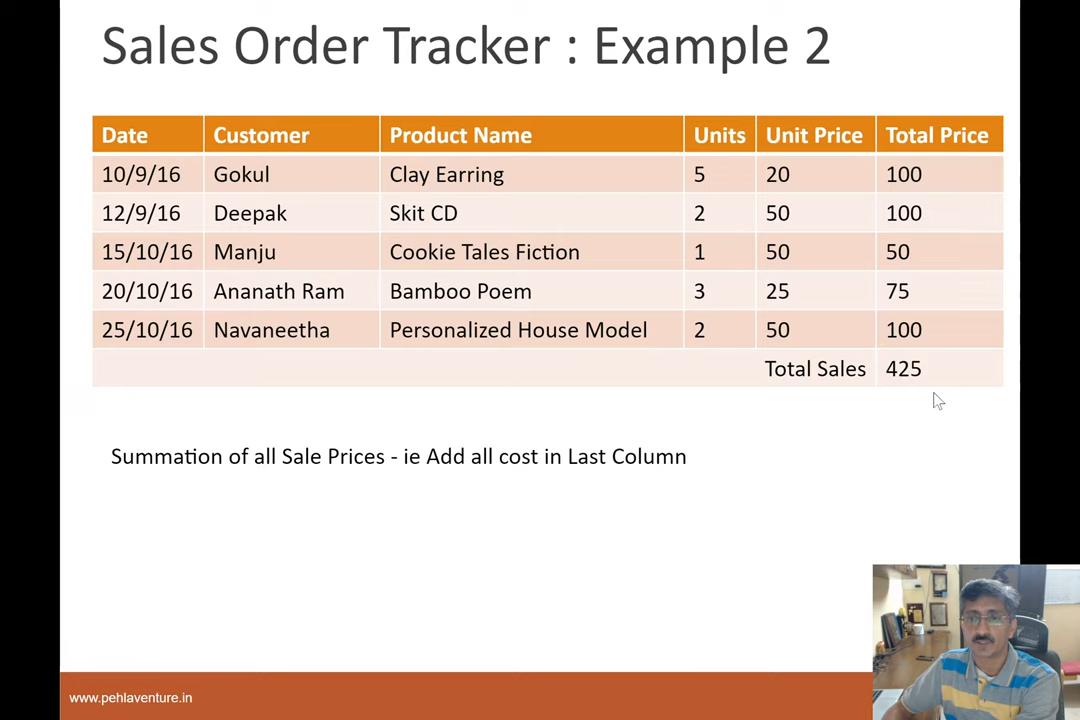 Sales Order Tracker : Example 2
Date Customer Product Name Units Unit Price Total Price
10/9/16 Gokul Clay Earring 5 20 100
12/9/16 Deepak Skit CD 2 50 100
15/10/16 Manju Cookie Tales Fiction 1 50 50
20/10/16 Ananath Ram Bamboo Poem 3 25 75
25/10/16 Navaneetha Personalized House Model 2 50 100
Total Sales 425
Summation of all Sale Prices - ie Add all cost in Last Column
www.pehlaventure.in